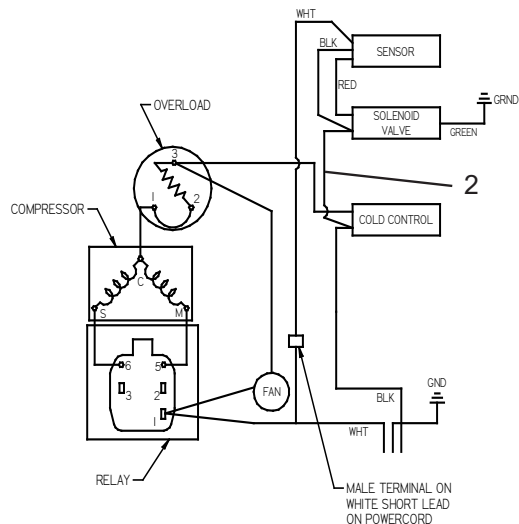 WHT
BLK
SENSOR
RED
GRND
OVERLOAD
SOLENOID
VALVE
GREEN
3
1
2
2
COMPRESSOR
COLD CONTROL
C
S
M
6
5
3
2
1
FAN
BLK
GND
WHT
RELAY
MALE TERMINAL ON
WHITE SHORT LEAD
ON POWERCORD